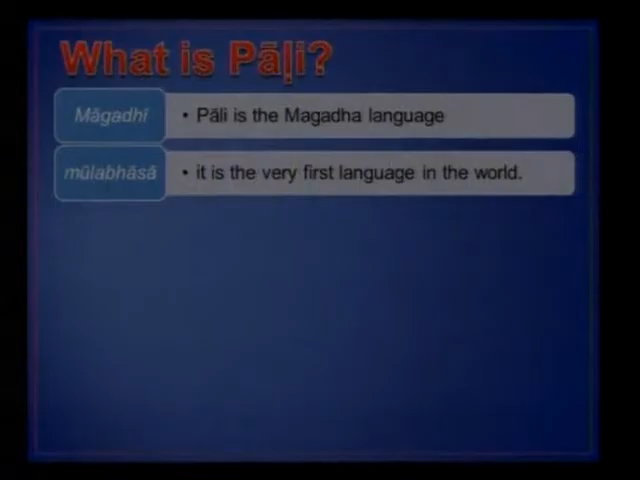 What is Pāḷi?
Māgadhī
• Pāli is the Magadha language
mūlabhāsā
• it is the very first language in the world.